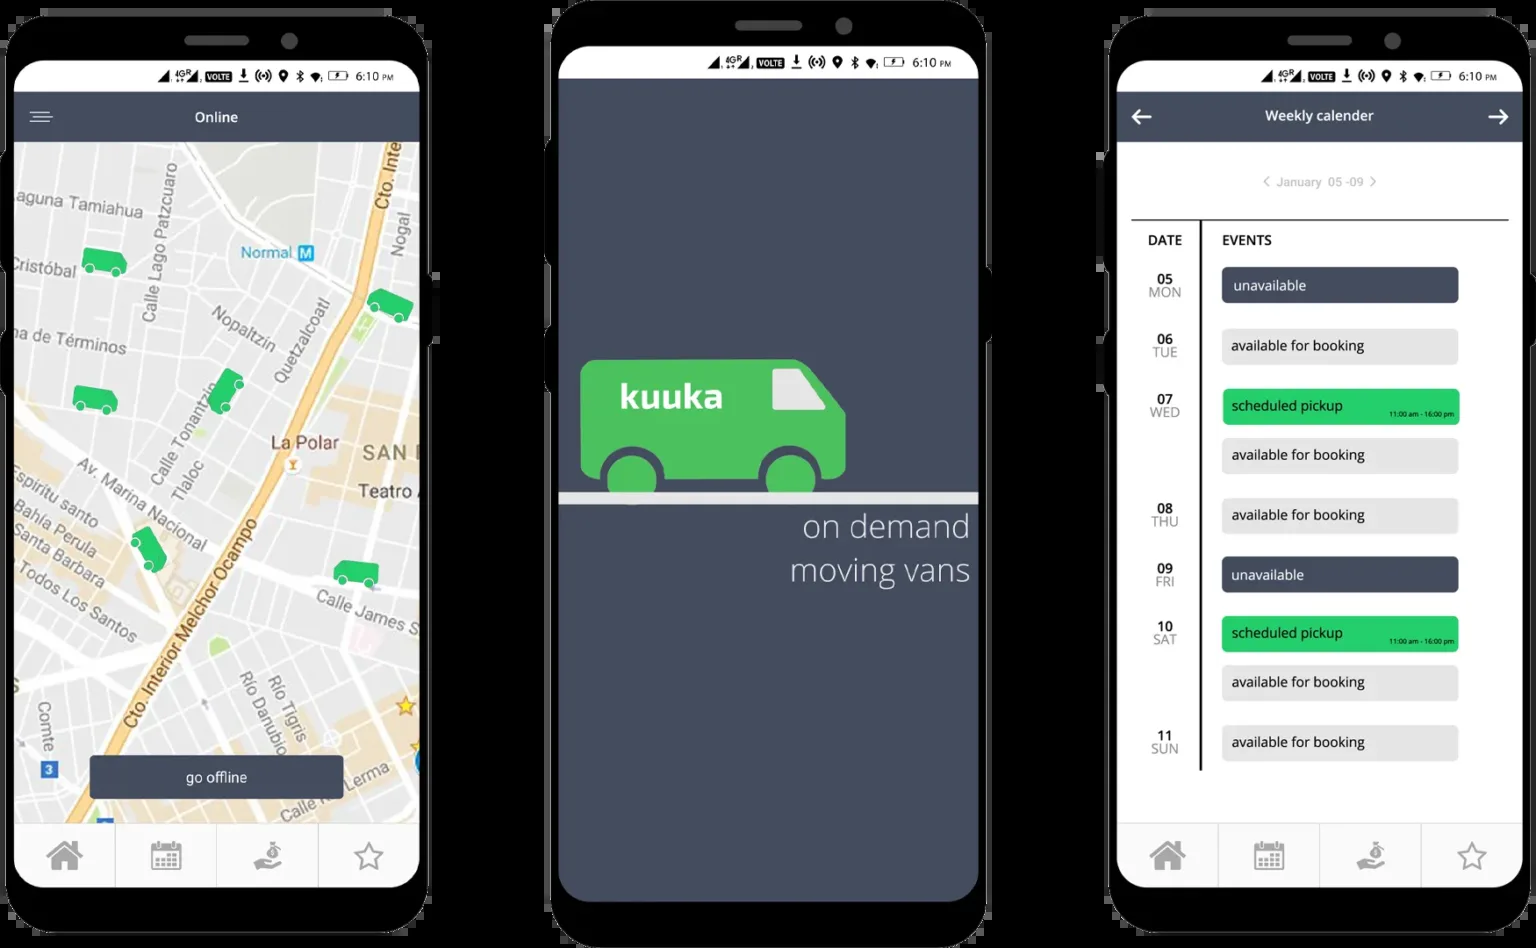 4GR VOLTE 6:10 PM
Online
Laguna Tamiahua
Calle Lago Patzcuaro
Cto. Inte
Nogal
Normal M
Cristóbal
na de Términos
Nopaltzin
Quetzalcoatl
Calle Tonantzin
Tlaloc
La Polar
SAN
Teatro
Av. Marina Nacional
Espiritu santo
Bahía Perula
Santa Barbara
Todos Los Santos
Calle James S
Cto. Interior Melchor Ocampo
Río Tigris
Río Danubio
Comte
3
Calle R Lerma
go offline
4GR VOLTE 6:10 PM
kuuka
on demand
moving vans
4GR VOLTE 6:10 PM
Weekly calender
< January 05 -09 >
DATE EVENTS
05 MON unavailable
06 TUE available for booking
07 WED scheduled pickup 11:00 am - 16:00 pm
available for booking
08 THU available for booking
09 FRI unavailable
10 SAT scheduled pickup 11:00 am - 16:00 pm
available for booking
11 SUN available for booking